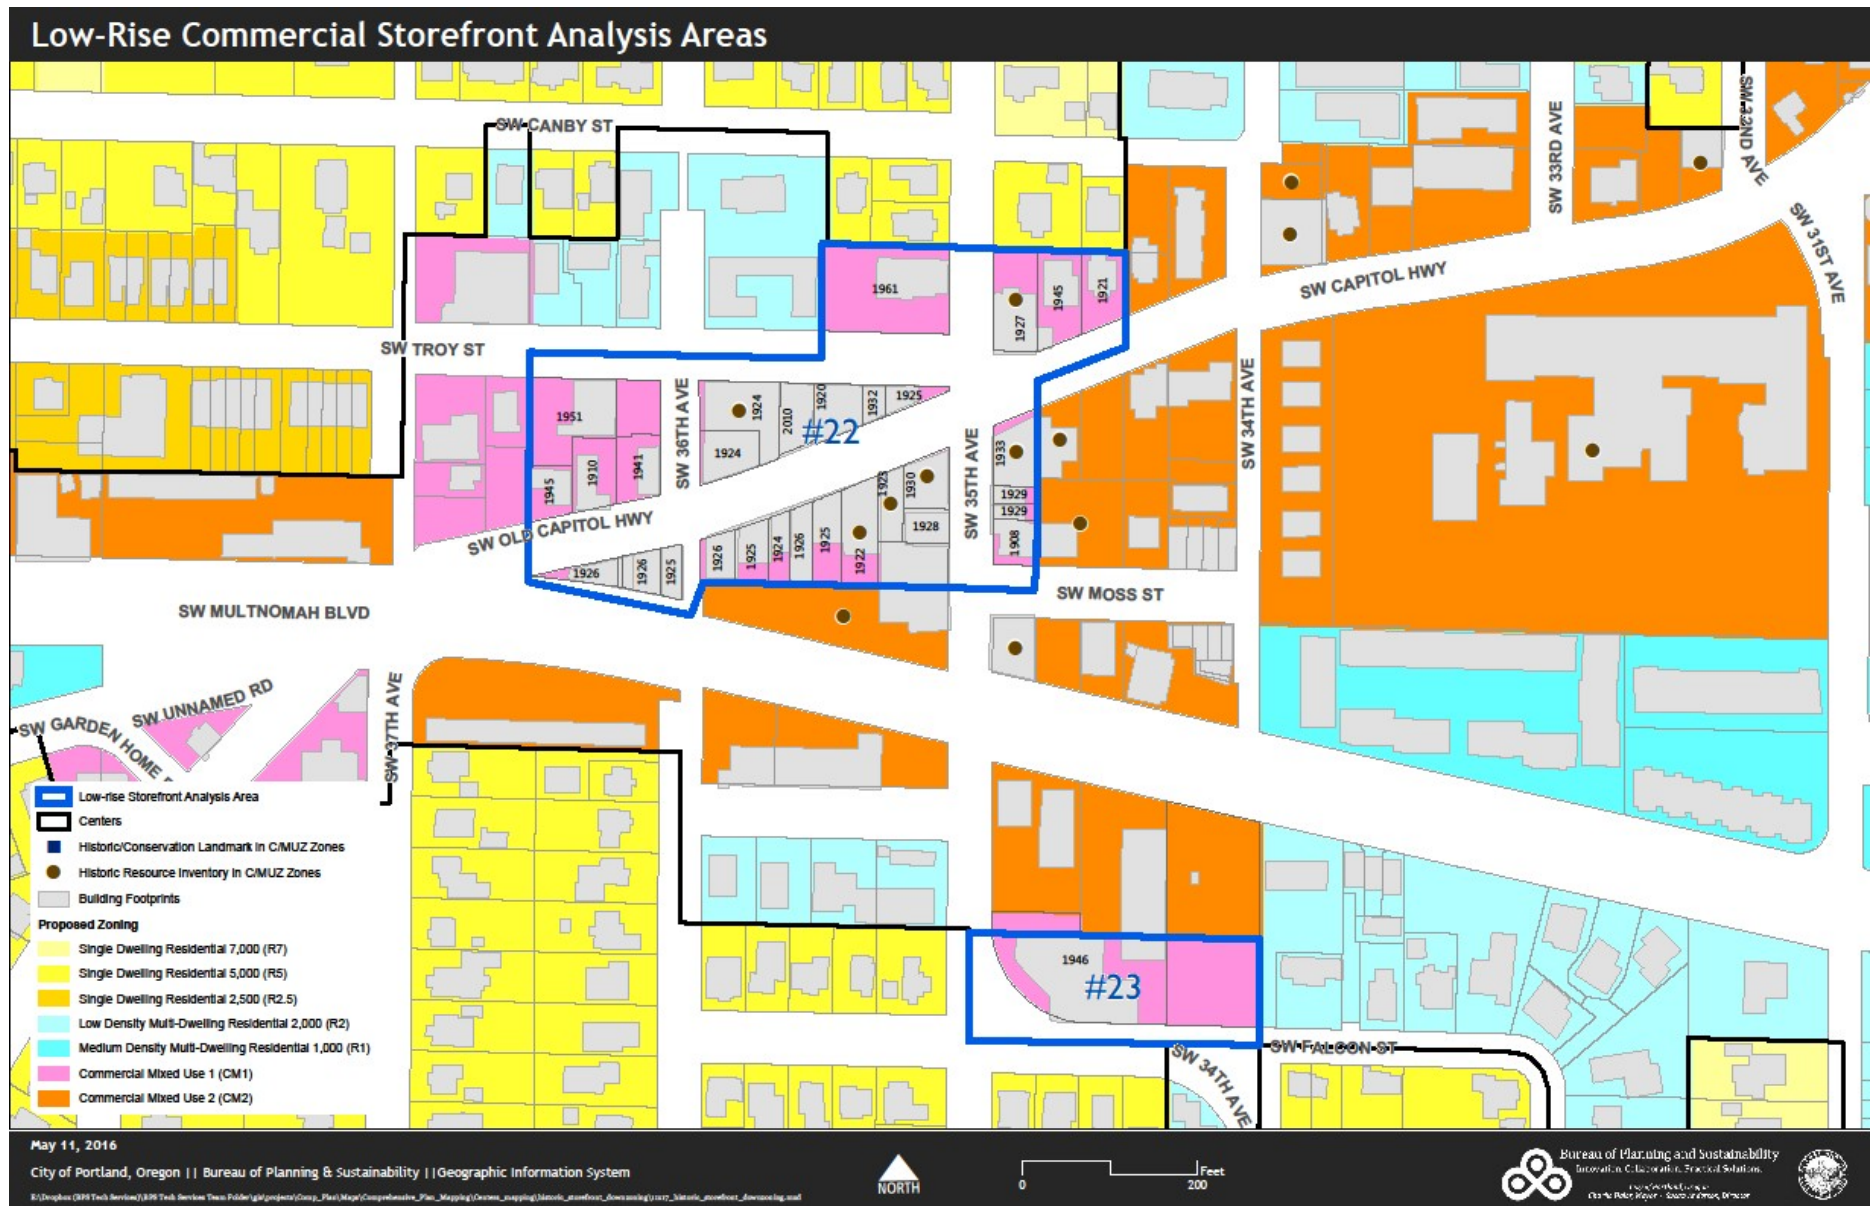 Low-Rise Commercial Storefront Analysis Areas
SW CANBY ST
SW 33RD AVE
SW 32ND AVE
SW 31ST AVE
SW CAPITOL HWY
1961
1927
1945
1921
SW TROY ST
SW 36TH AVE
SW 34TH AVE
1951
1924
2010
1920
1932
1925
#22
1924
1945
1910
1941
1923
1930
SW 35TH AVE
1933
1929
1929
1908
SW OLD CAPITOL HWY
1926
1925
1924
1926
1925
1922
1928
1926
1926
1925
SW MOSS ST
SW MULTNOMAH BLVD
SW UNNAMED RD
SW GARDEN HOME
SW 37TH AVE
1946
#23
SW FALCON ST
SW 34TH AVE
Low-rise Storefront Analysis Area
Centers
Historic/Conservation Landmark in C/MUZ Zones
Historic Resource Inventory in C/MUZ Zones
Building Footprints
Proposed Zoning
Single Dwelling Residential 7,000 (R7)
Single Dwelling Residential 5,000 (R5)
Single Dwelling Residential 2,500 (R2.5)
Low Density Multi-Dwelling Residential 2,000 (R2)
Medium Density Multi-Dwelling Residential 1,000 (R1)
Commercial Mixed Use 1 (CM1)
Commercial Mixed Use 2 (CM2)
May 11, 2016
City of Portland, Oregon || Bureau of Planning & Sustainability ||Geographic Information System
NORTH
0 200 Feet
Bureau of Planning and Sustainability
Innovation. Collaboration. Practical Solutions.